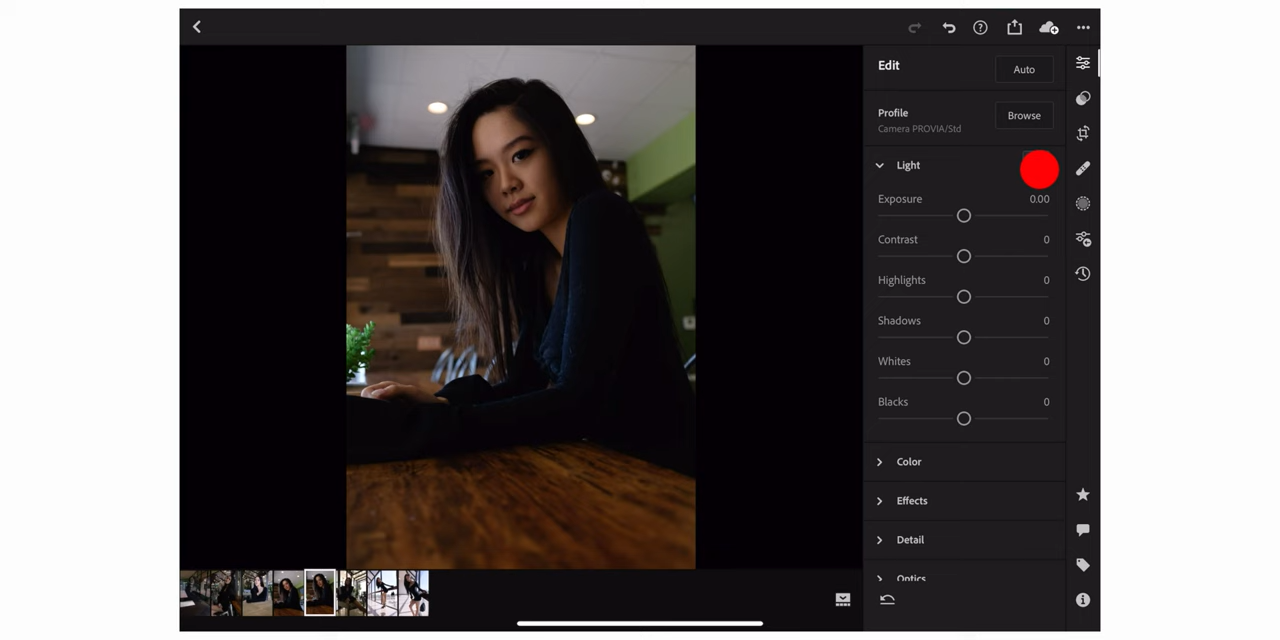 Edit
Auto
Profile
Camera PROVIA/Std
Browse
Light
Exposure 0.00
Contrast 0
Highlights 0
Shadows 0
Whites 0
Blacks 0
Color
Effects
Detail
Optics